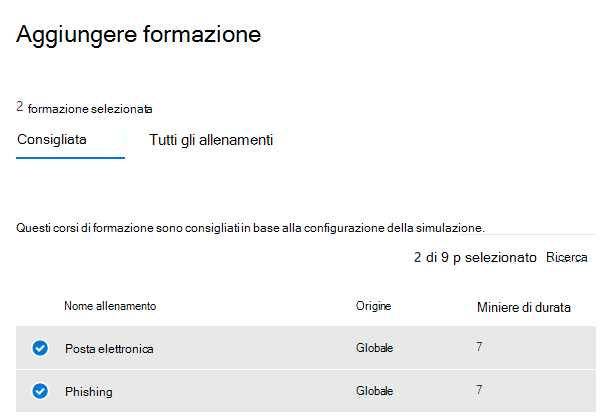 Aggiungere formazione
2 formazione selezionata
Consigliata Tutti gli allenamenti
Questi corsi di formazione sono consigliati in base alla configurazione della simulazione.
2 di 9 p selezionato Ricerca
Nome allenamento Origine Miniere di durata
Posta elettronica Globale 7
Phishing Globale 7